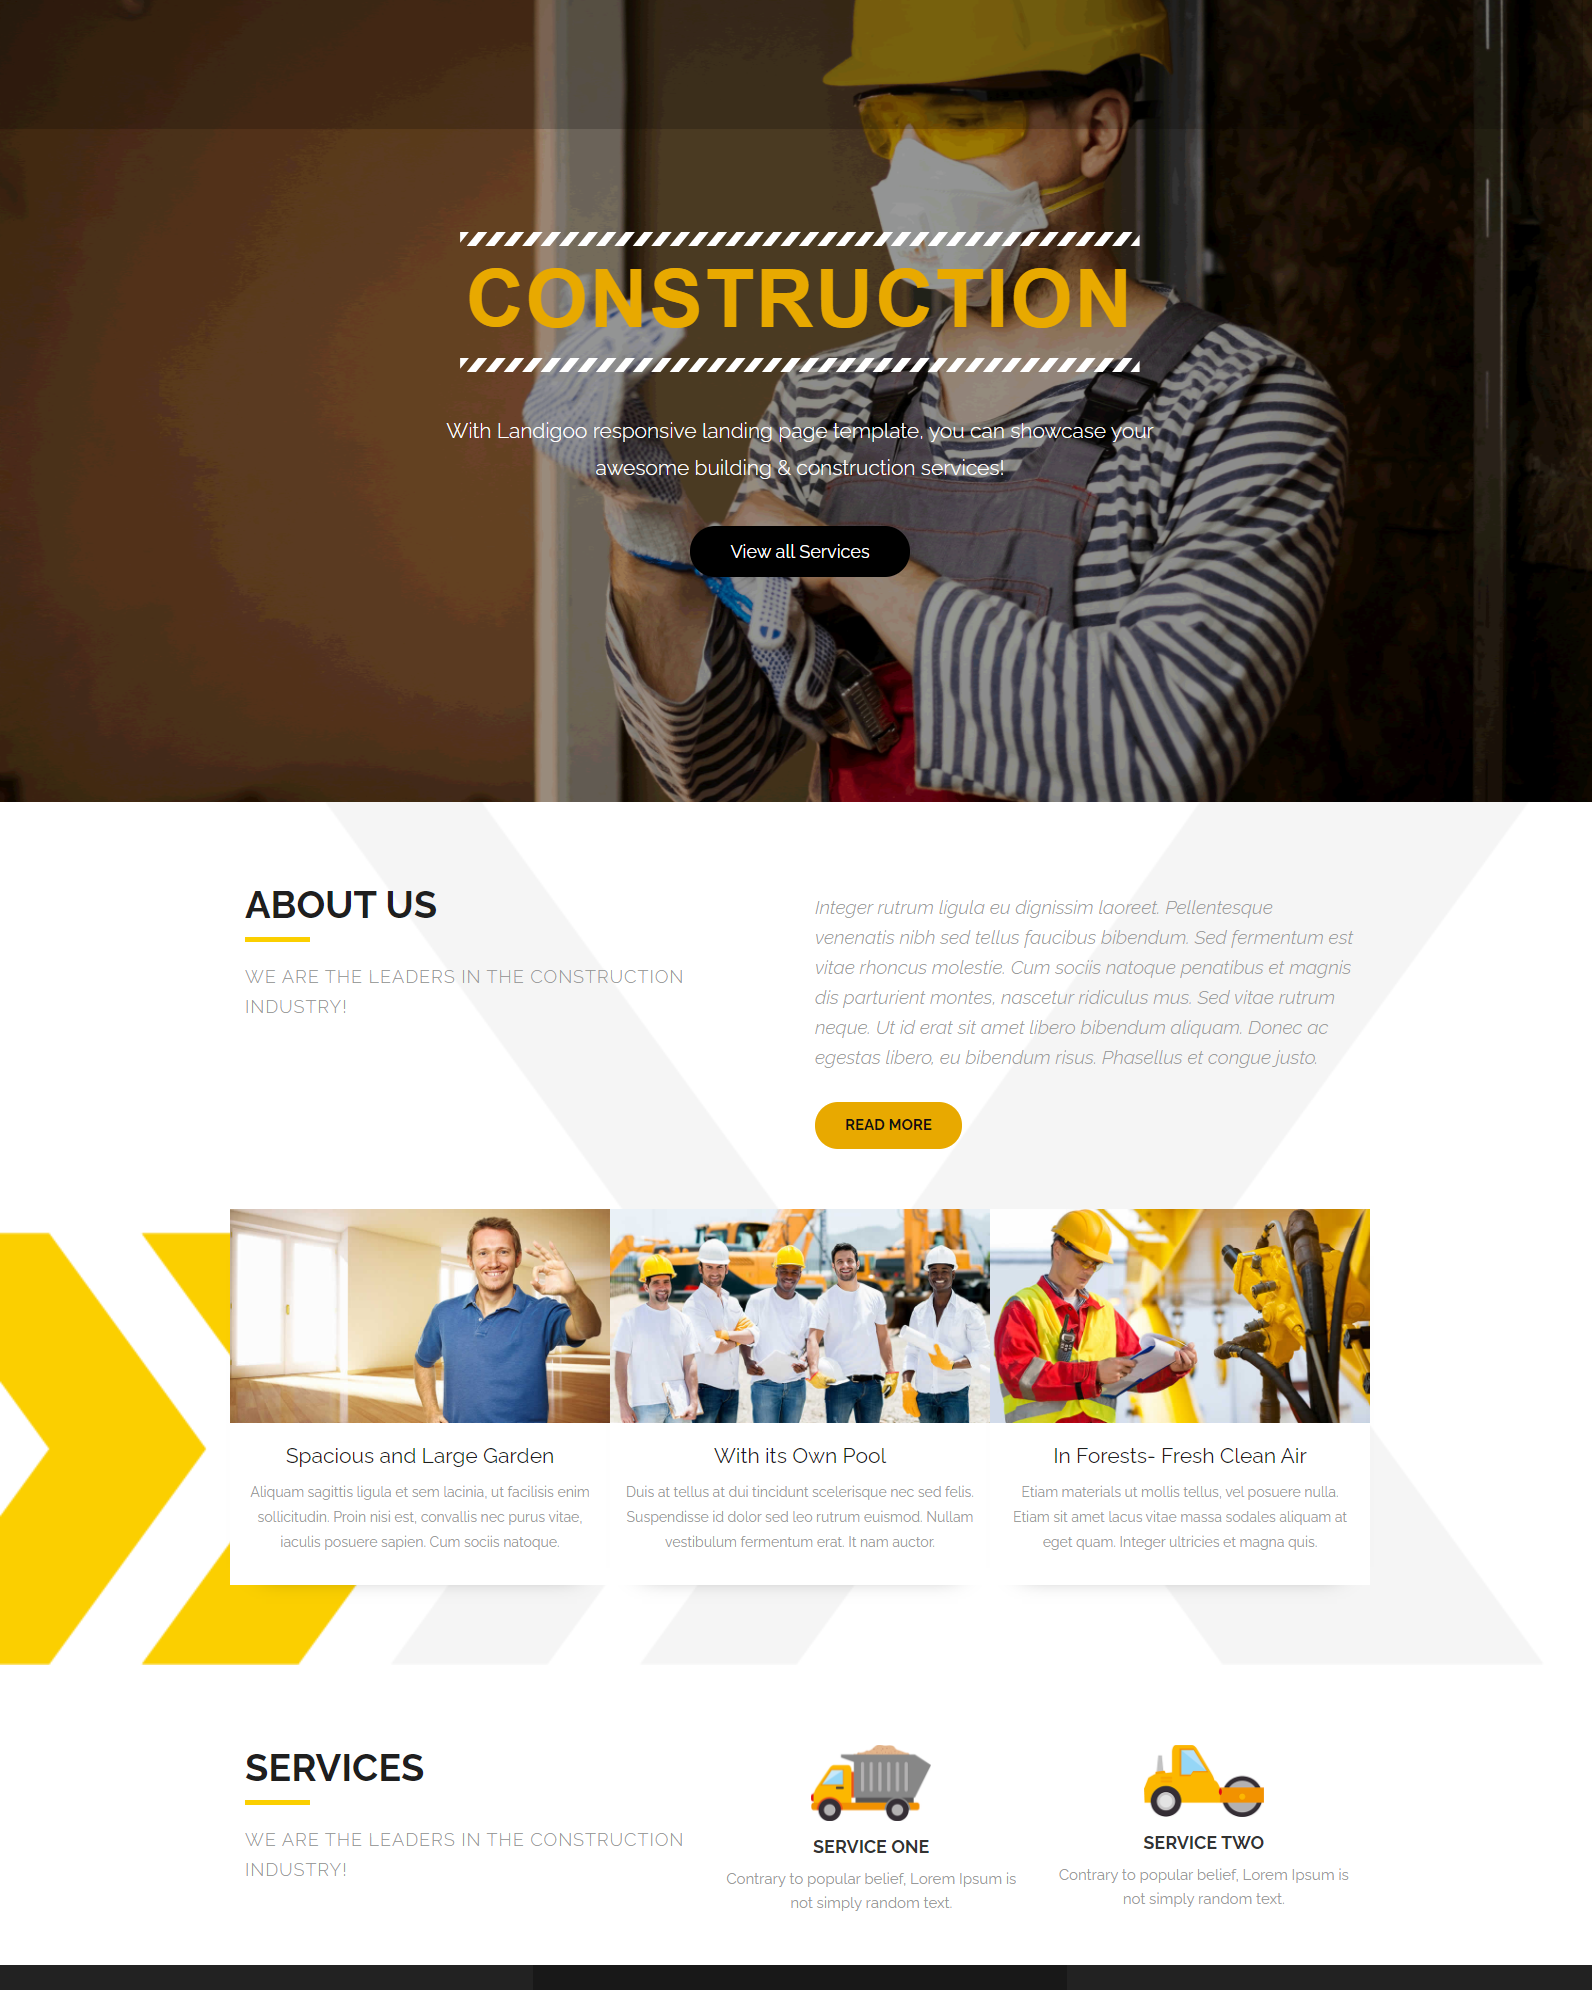 CONSTRUCTION
With Landigoo responsive landing page template, you can showcase your
awesome building & construction services!
View all Services
ABOUT US
WE ARE THE LEADERS IN THE CONSTRUCTION
INDUSTRY!
Integer rutrum ligula eu dignissim laoreet. Pellentesque
venenatis nibh sed tellus faucibus bibendum. Sed fermentum est
vitae rhoncus molestie. Cum sociis natoque penatibus et magnis
dis parturient montes, nascetur ridiculus mus. Sed vitae rutrum
neque. Ut id erat sit amet libero bibendum aliquam. Donec ac
egestas libero, eu bibendum risus. Phasellus et congue justo.
READ MORE
Spacious and Large Garden
Aliquam sagittis ligula et sem lacinia, ut facilisis enim
sollicitudin. Proin nisi est, convallis nec purus vitae,
iaculis posuere sapien. Cum sociis natoque.
With its Own Pool
Duis at tellus at dui tincidunt scelerisque nec sed felis.
Suspendisse id dolor sed leo rutrum euismod. Nullam
vestibulum fermentum erat. It nam auctor.
In Forests- Fresh Clean Air
Etiam materials ut mollis tellus, vel posuere nulla.
Etiam sit amet lacus vitae massa sodales aliquam at
eget quam. Integer ultricies et magna quis.
SERVICES
WE ARE THE LEADERS IN THE CONSTRUCTION
INDUSTRY!
SERVICE ONE
Contrary to popular belief, Lorem Ipsum is
not simply random text.
SERVICE TWO
Contrary to popular belief, Lorem Ipsum is
not simply random text.